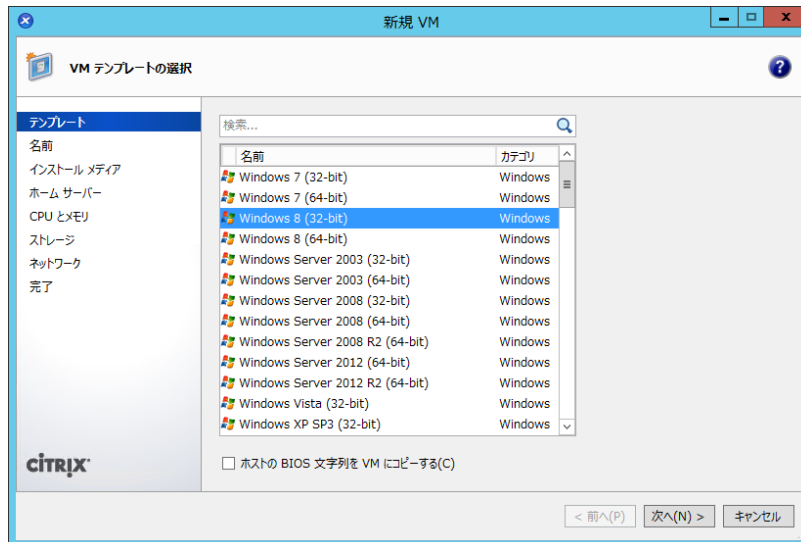 新規 VM
VM テンプレートの選択
テンプレート
名前
インストール メディア
ホーム サーバー
CPU とメモリ
ストレージ
ネットワーク
完了
CİTRIX
検索...
名前 カテゴリ
Windows 7 (32-bit) Windows
Windows 7 (64-bit) Windows
Windows 8 (32-bit) Windows
Windows 8 (64-bit) Windows
Windows Server 2003 (32-bit) Windows
Windows Server 2003 (64-bit) Windows
Windows Server 2008 (32-bit) Windows
Windows Server 2008 (64-bit) Windows
Windows Server 2008 R2 (64-bit) Windows
Windows Server 2012 (64-bit) Windows
Windows Server 2012 R2 (64-bit) Windows
Windows Vista (32-bit) Windows
Windows XP SP3 (32-bit) Windows
ホストの BIOS 文字列を VM にコピーする(C)
< 前へ(P) 次へ(N) > キャンセル